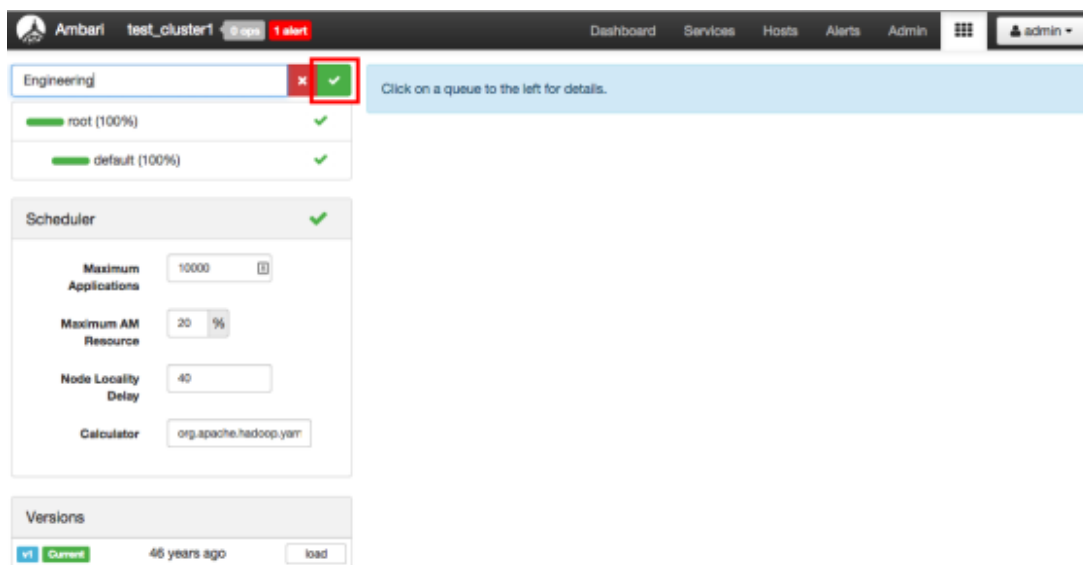 Ambari test_cluster1 0 ops 1 alert Dashboard Services Hosts Alerts Admin admin
Engineering
Click on a queue to the left for details.
root (100%)
default (100%)
Scheduler
Maximum Applications 10000
Maximum AM Resource 20 %
Node Locality Delay 40
Calculator org.apache.hadoop.yarn
Versions
v1 Current 46 years ago load